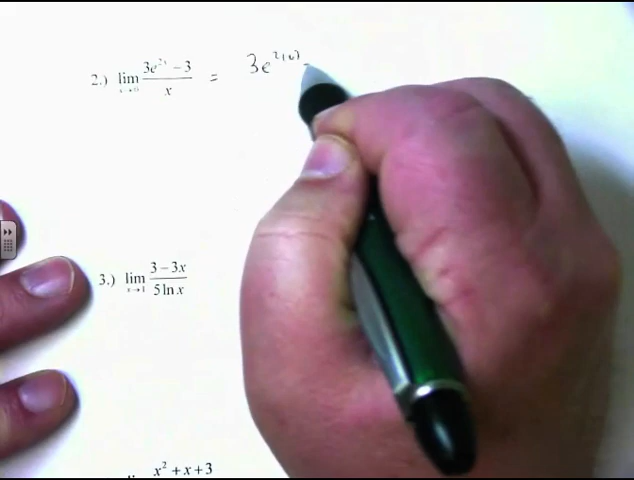 2.) lim x→0 (3e^{2x} − 3)/x = 3e^{2(0)} −
3.) lim x→1 (3 − 3x)/(5 ln x)
x² + x + 3